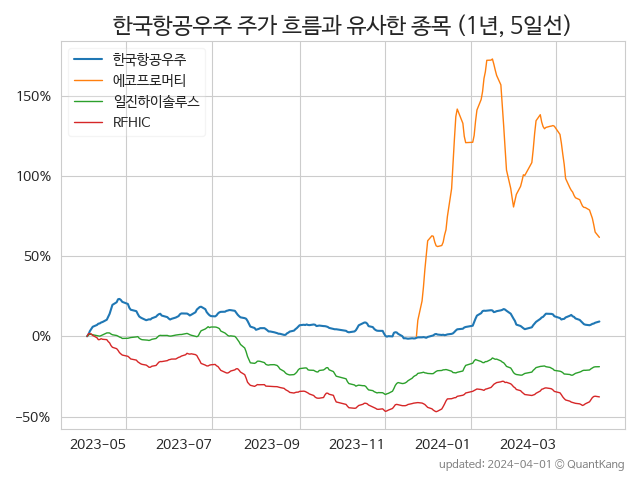 한국항공우주 주가 흐름과 유사한 종목 (1년, 5일선)
한국항공우주
에코프로머티
일진하이솔루스
RFHIC
150%
100%
50%
0%
−50%
2023−05
2023−07
2023−09
2023−11
2024−01
2024−03
updated: 2024−04−01 © QuantKang